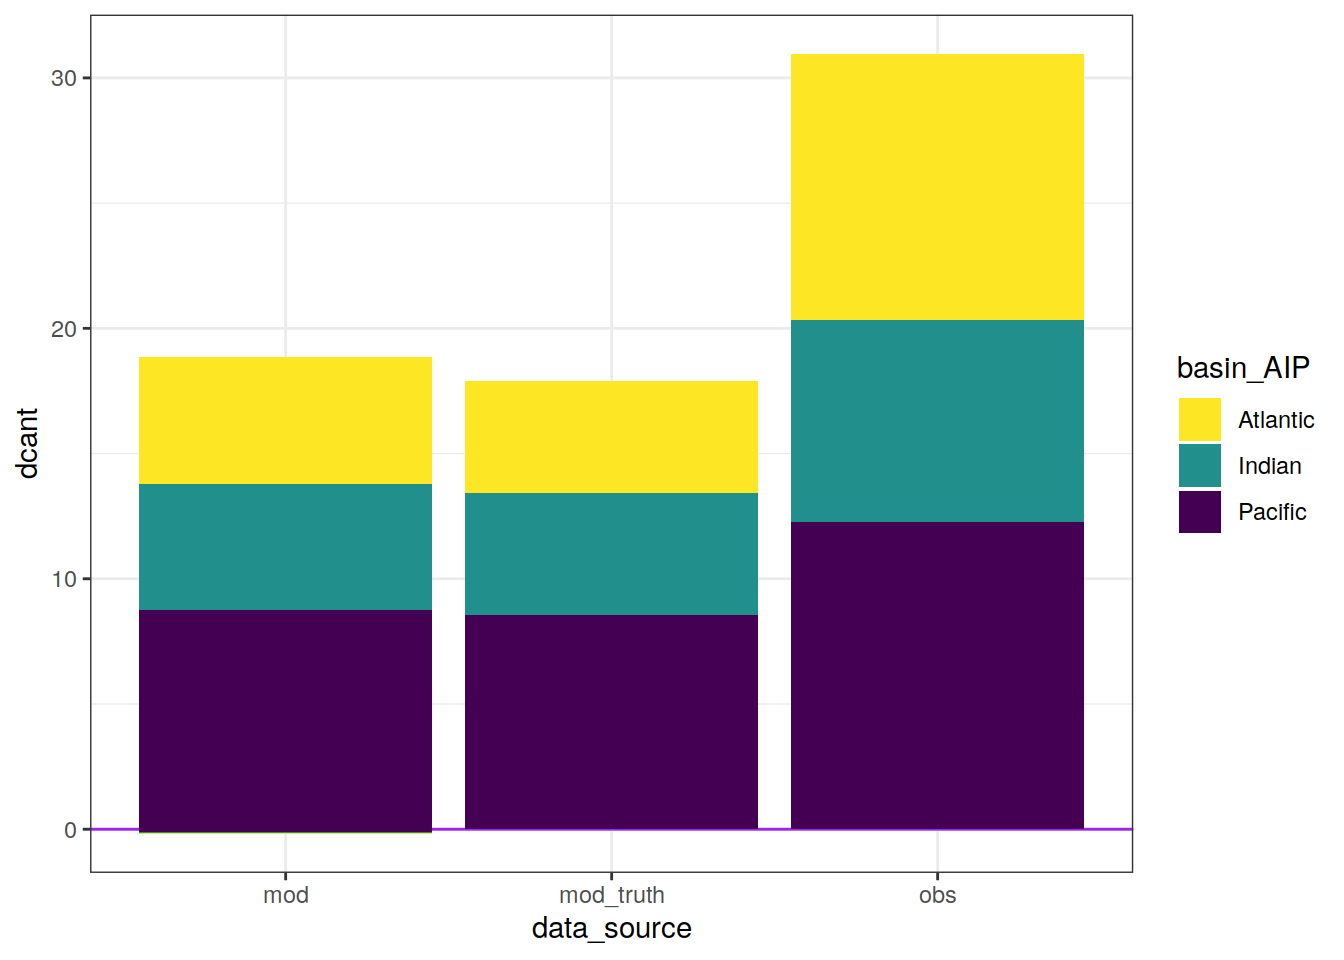 30
20
10
0
dcant
mod
mod_truth
obs
data_source
basin_AIP
Atlantic
Indian
Pacific